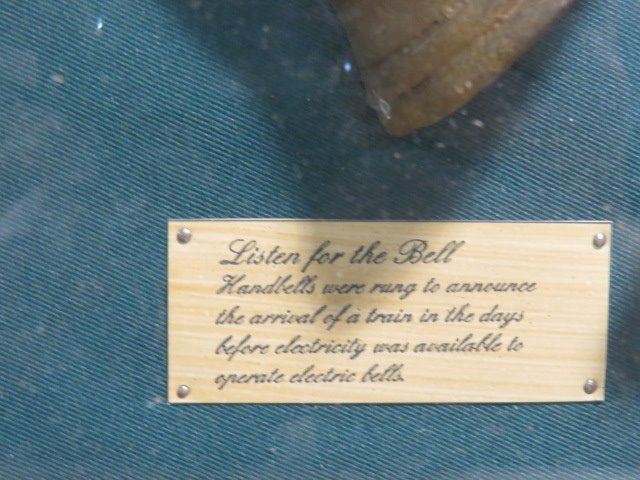 Listen for the Bell
Handbells were rung to announce
the arrival of a train in the days
before electricity was available to
operate electric bells.